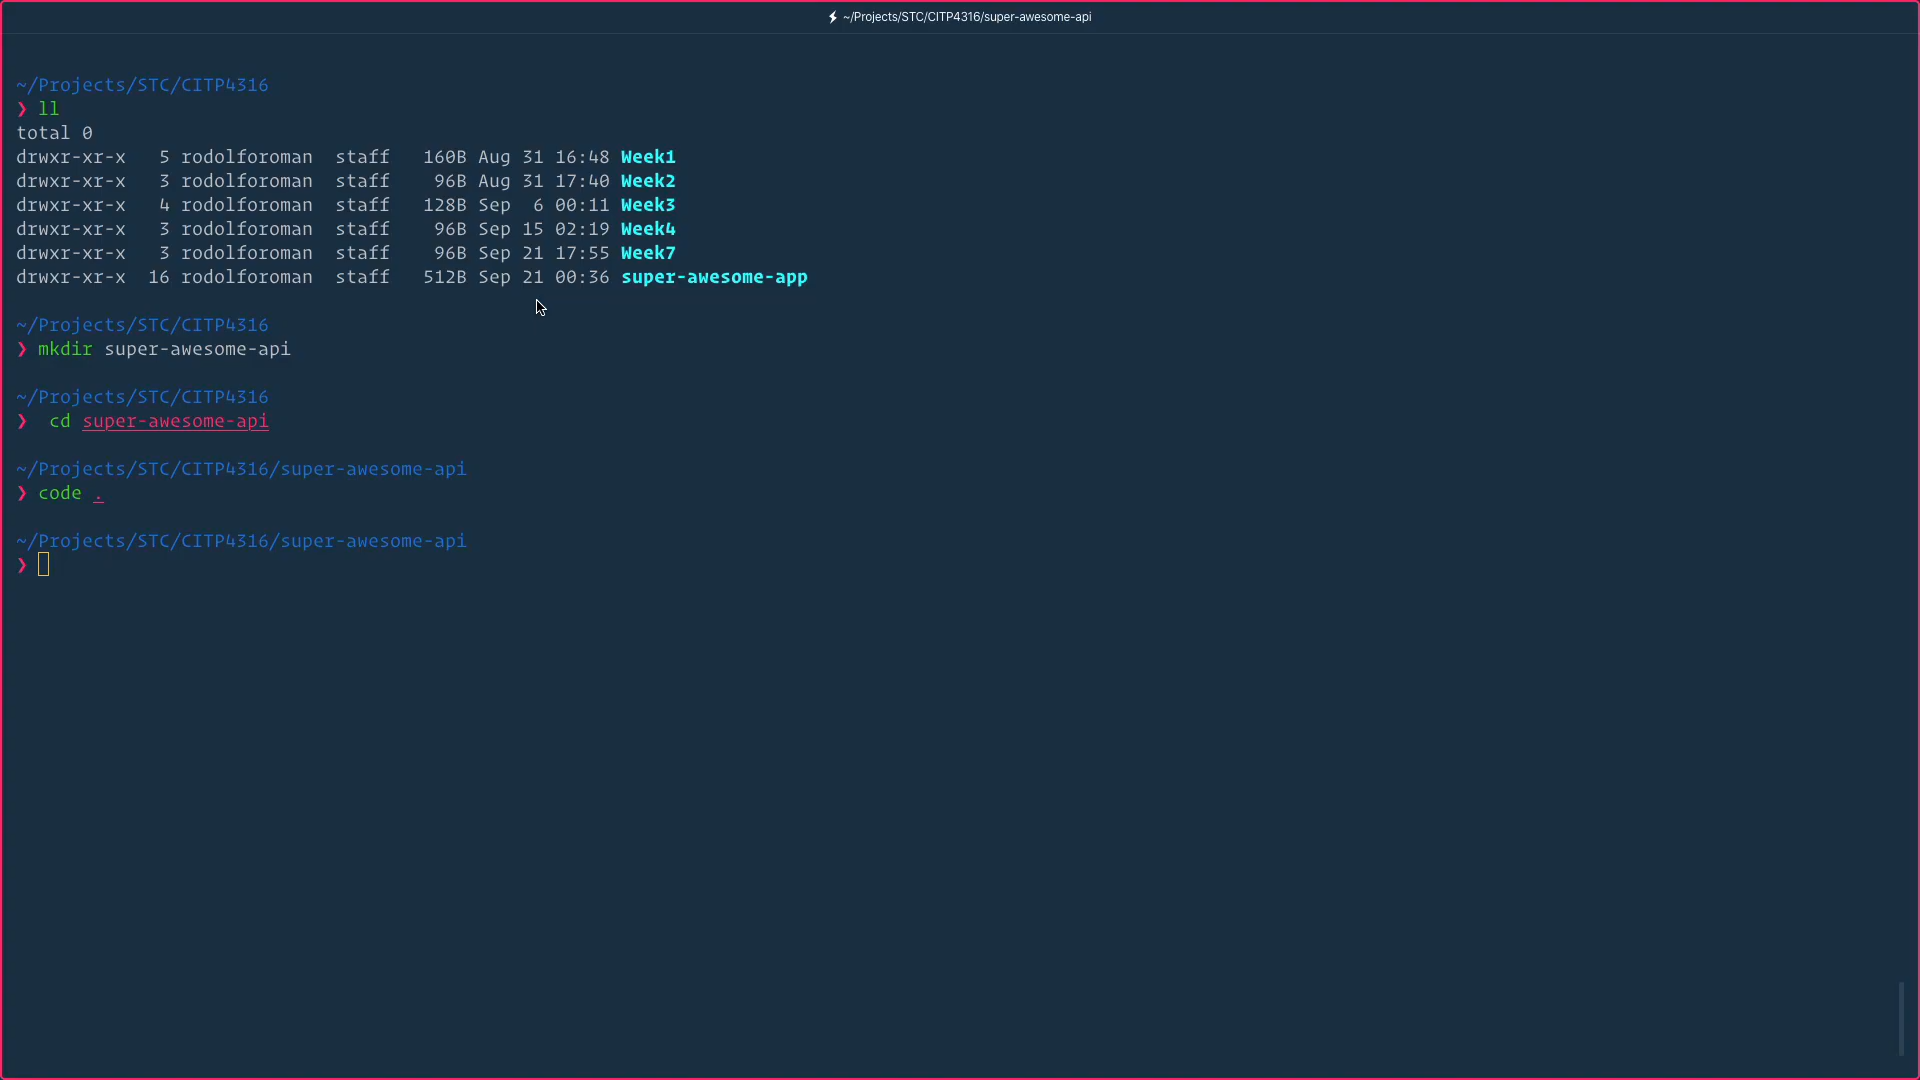 ~/Projects/STC/CITP4316/super-awesome-api
~/Projects/STC/CITP4316
❯ ll
total 0
drwxr-xr-x   5 rodolforoman  staff   160B Aug 31 16:48 Week1
drwxr-xr-x   3 rodolforoman  staff    96B Aug 31 17:40 Week2
drwxr-xr-x   4 rodolforoman  staff   128B Sep  6 00:11 Week3
drwxr-xr-x   3 rodolforoman  staff    96B Sep 15 02:19 Week4
drwxr-xr-x   3 rodolforoman  staff    96B Sep 21 17:55 Week7
drwxr-xr-x  16 rodolforoman  staff   512B Sep 21 00:36 super-awesome-app
~/Projects/STC/CITP4316
❯ mkdir super-awesome-api
~/Projects/STC/CITP4316
❯  cd super-awesome-api
~/Projects/STC/CITP4316/super-awesome-api
❯ code .
~/Projects/STC/CITP4316/super-awesome-api
❯